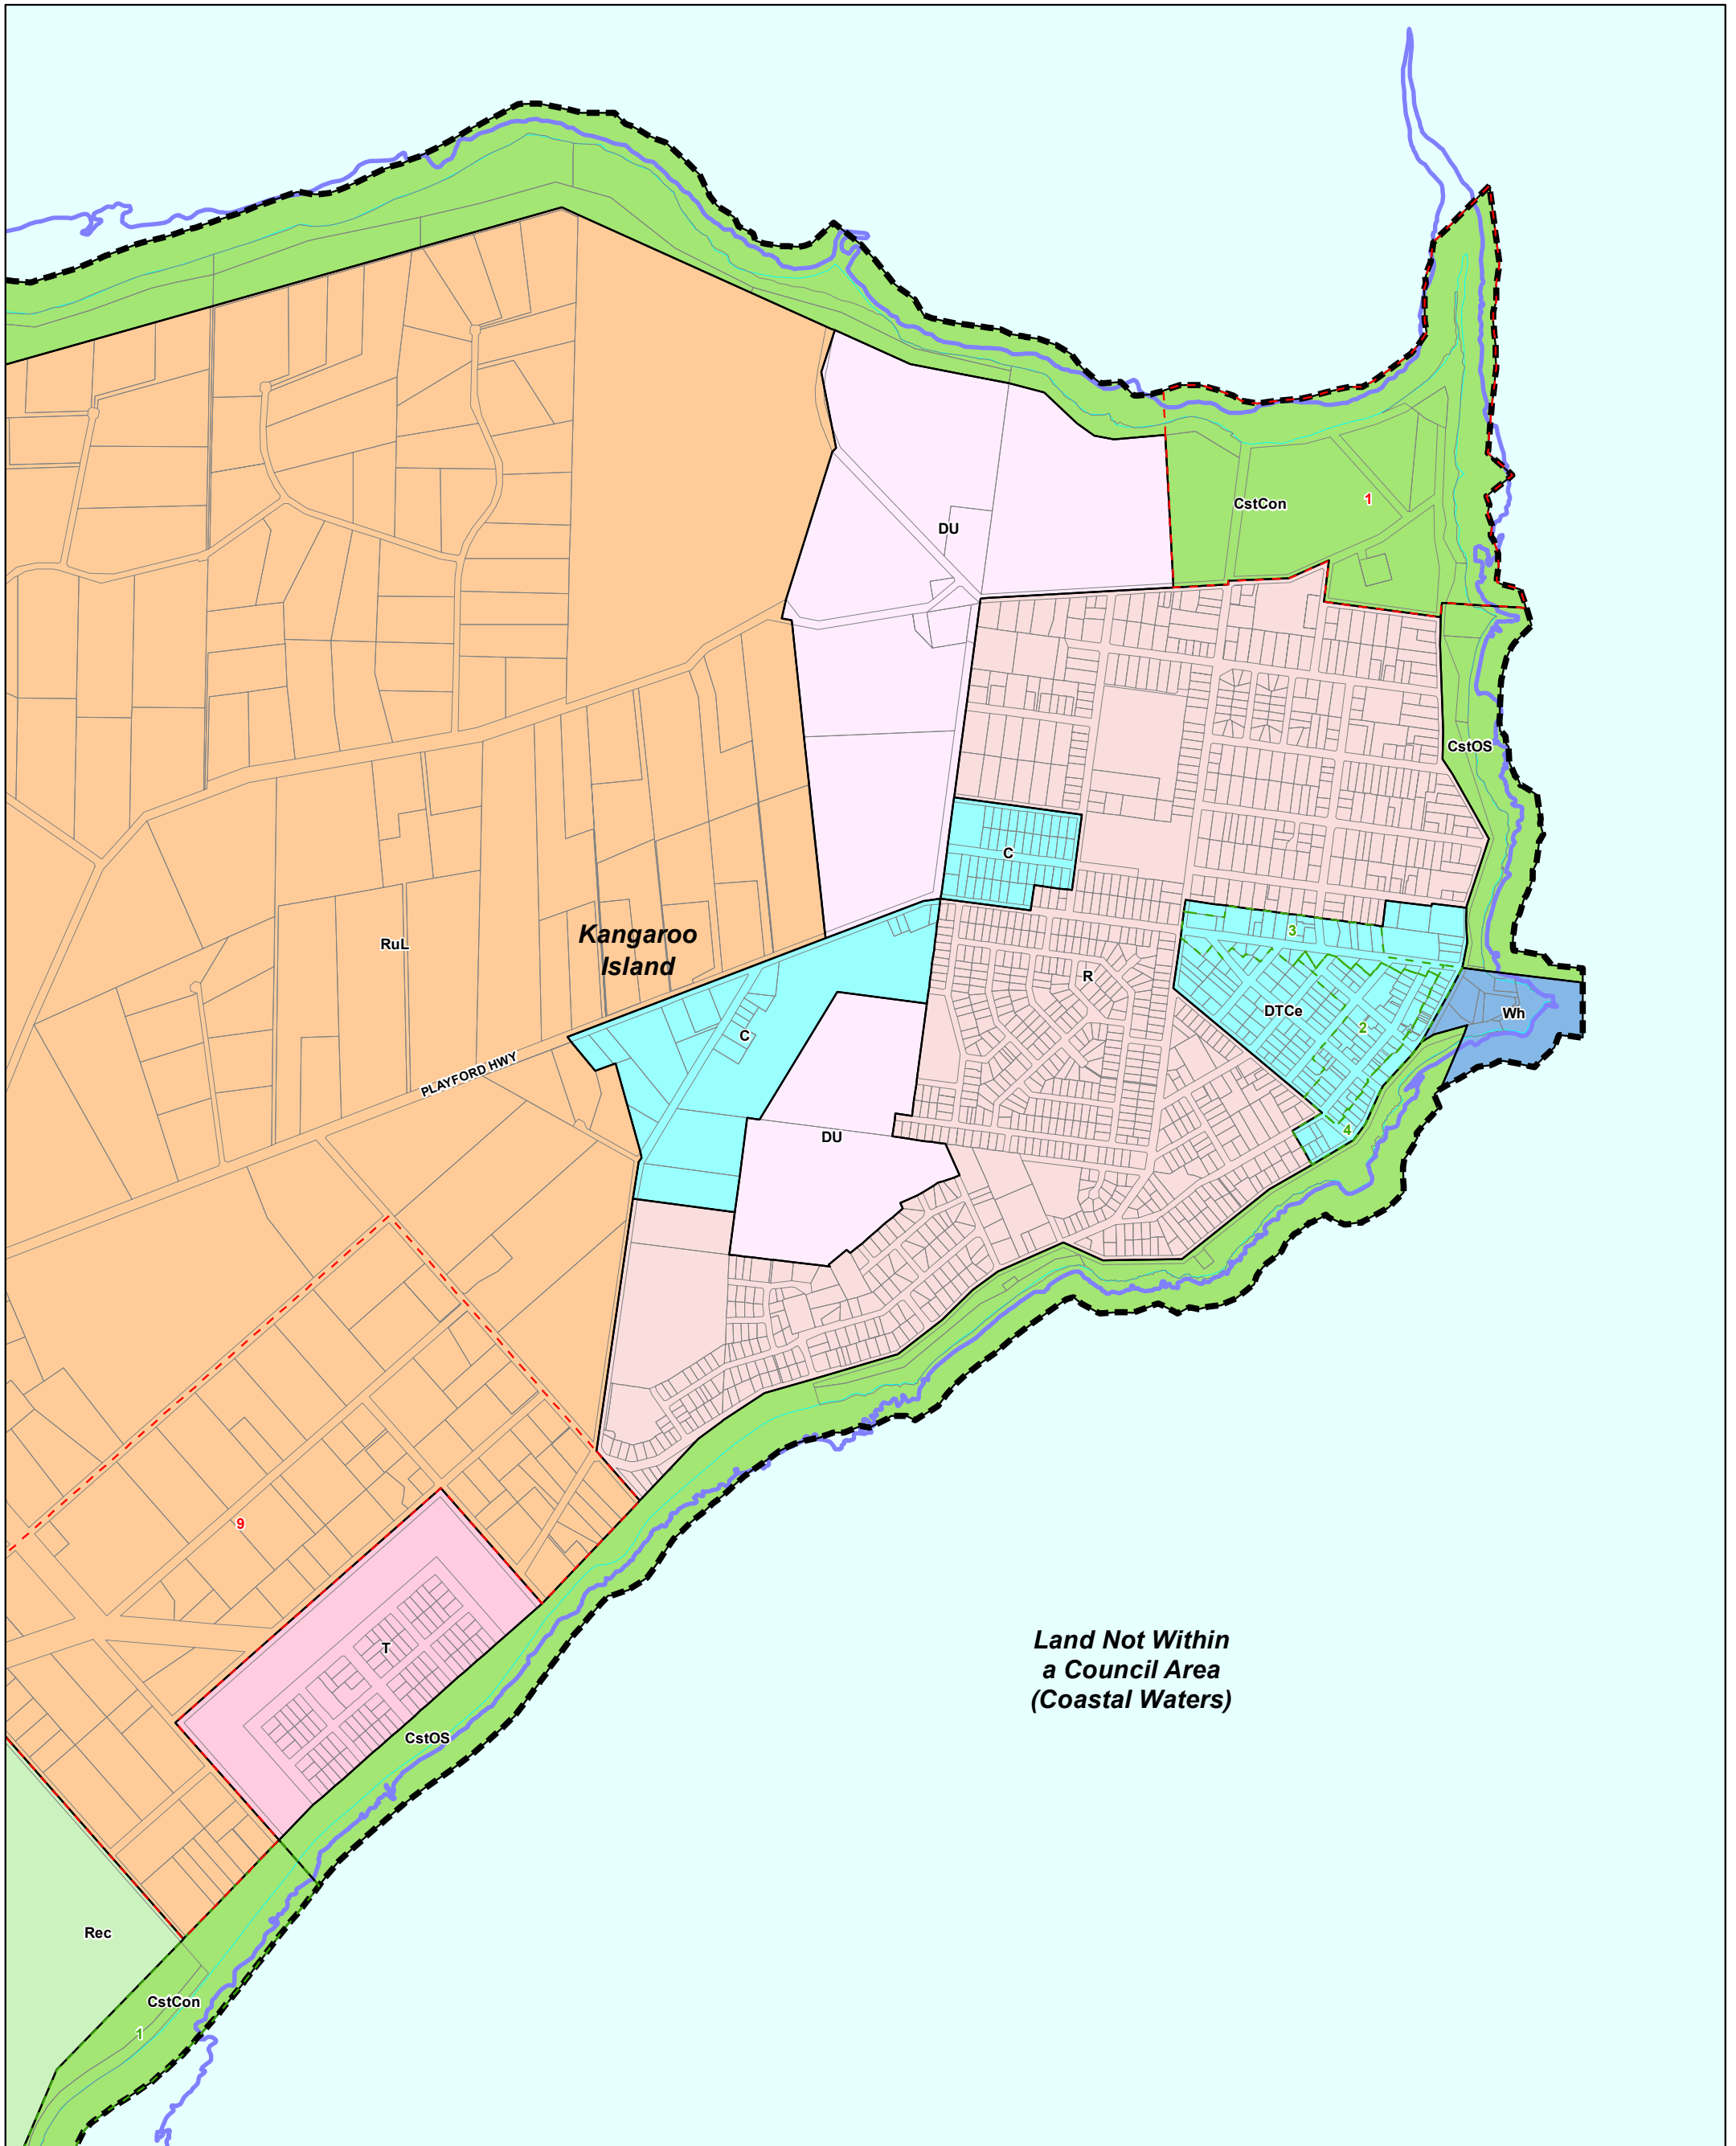 CstCon
1
DU
CstOS
C
3
RuL
Kangaroo
Island
R
DTCe
Wh
2
C
PLAYFORD HWY
DU
4
9
Land Not Within
a Council Area
(Coastal Waters)
T
CstOS
Rec
CstCon
1